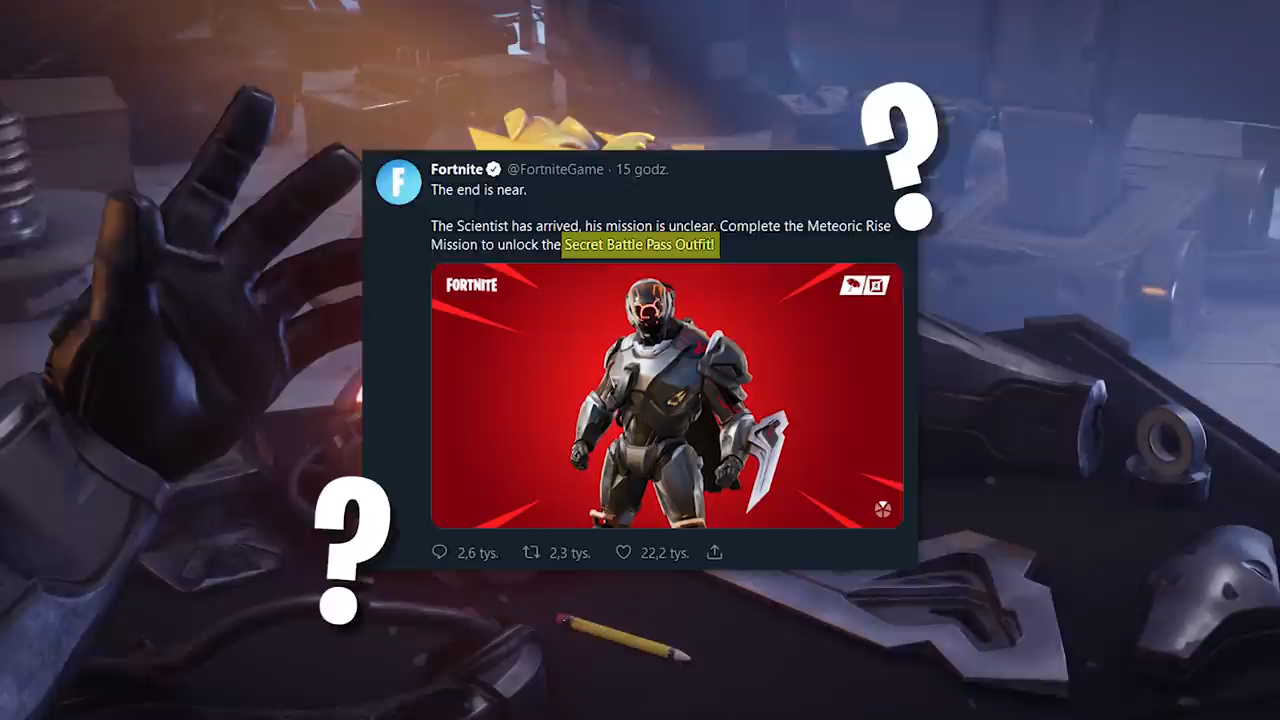 ?
F
Fortnite @FortniteGame · 15 godz.
The end is near.
The Scientist has arrived, his mission is unclear. Complete the Meteoric Rise
Mission to unlock the Secret Battle Pass Outfit!
FORTNITE
2,6 tys. 2,3 tys. 22,2 tys.
?